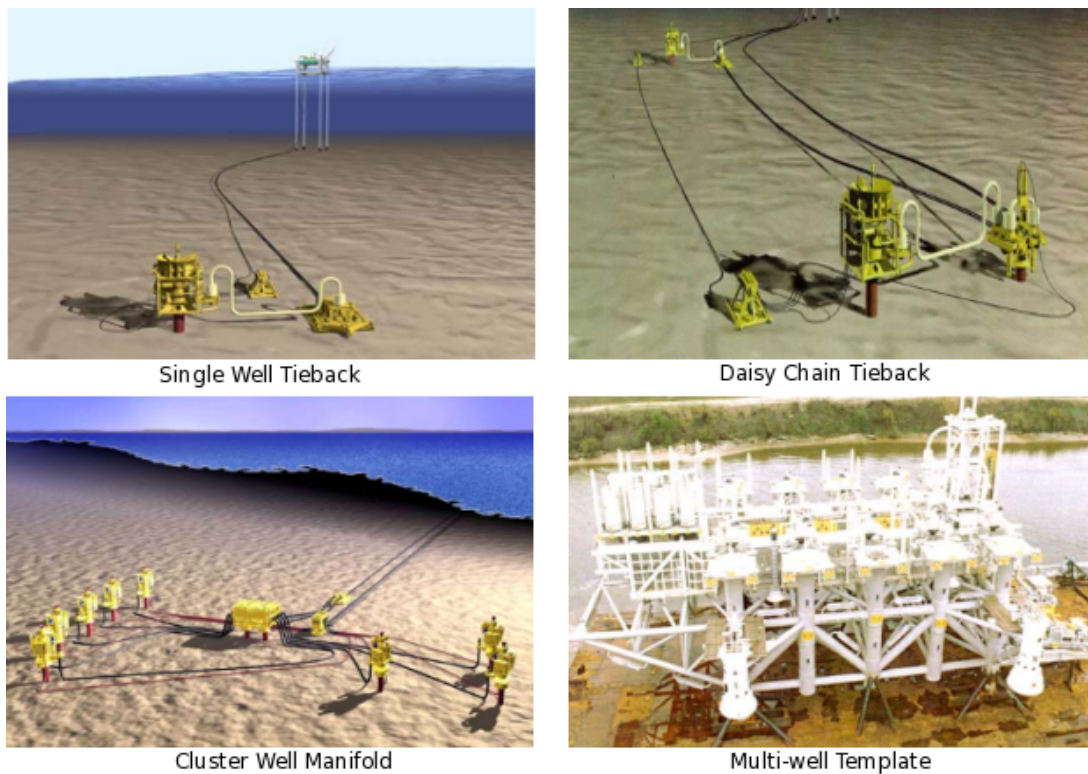 Single Well Tieback
Daisy Chain Tieback
Cluster Well Manifold
Multi-well Template